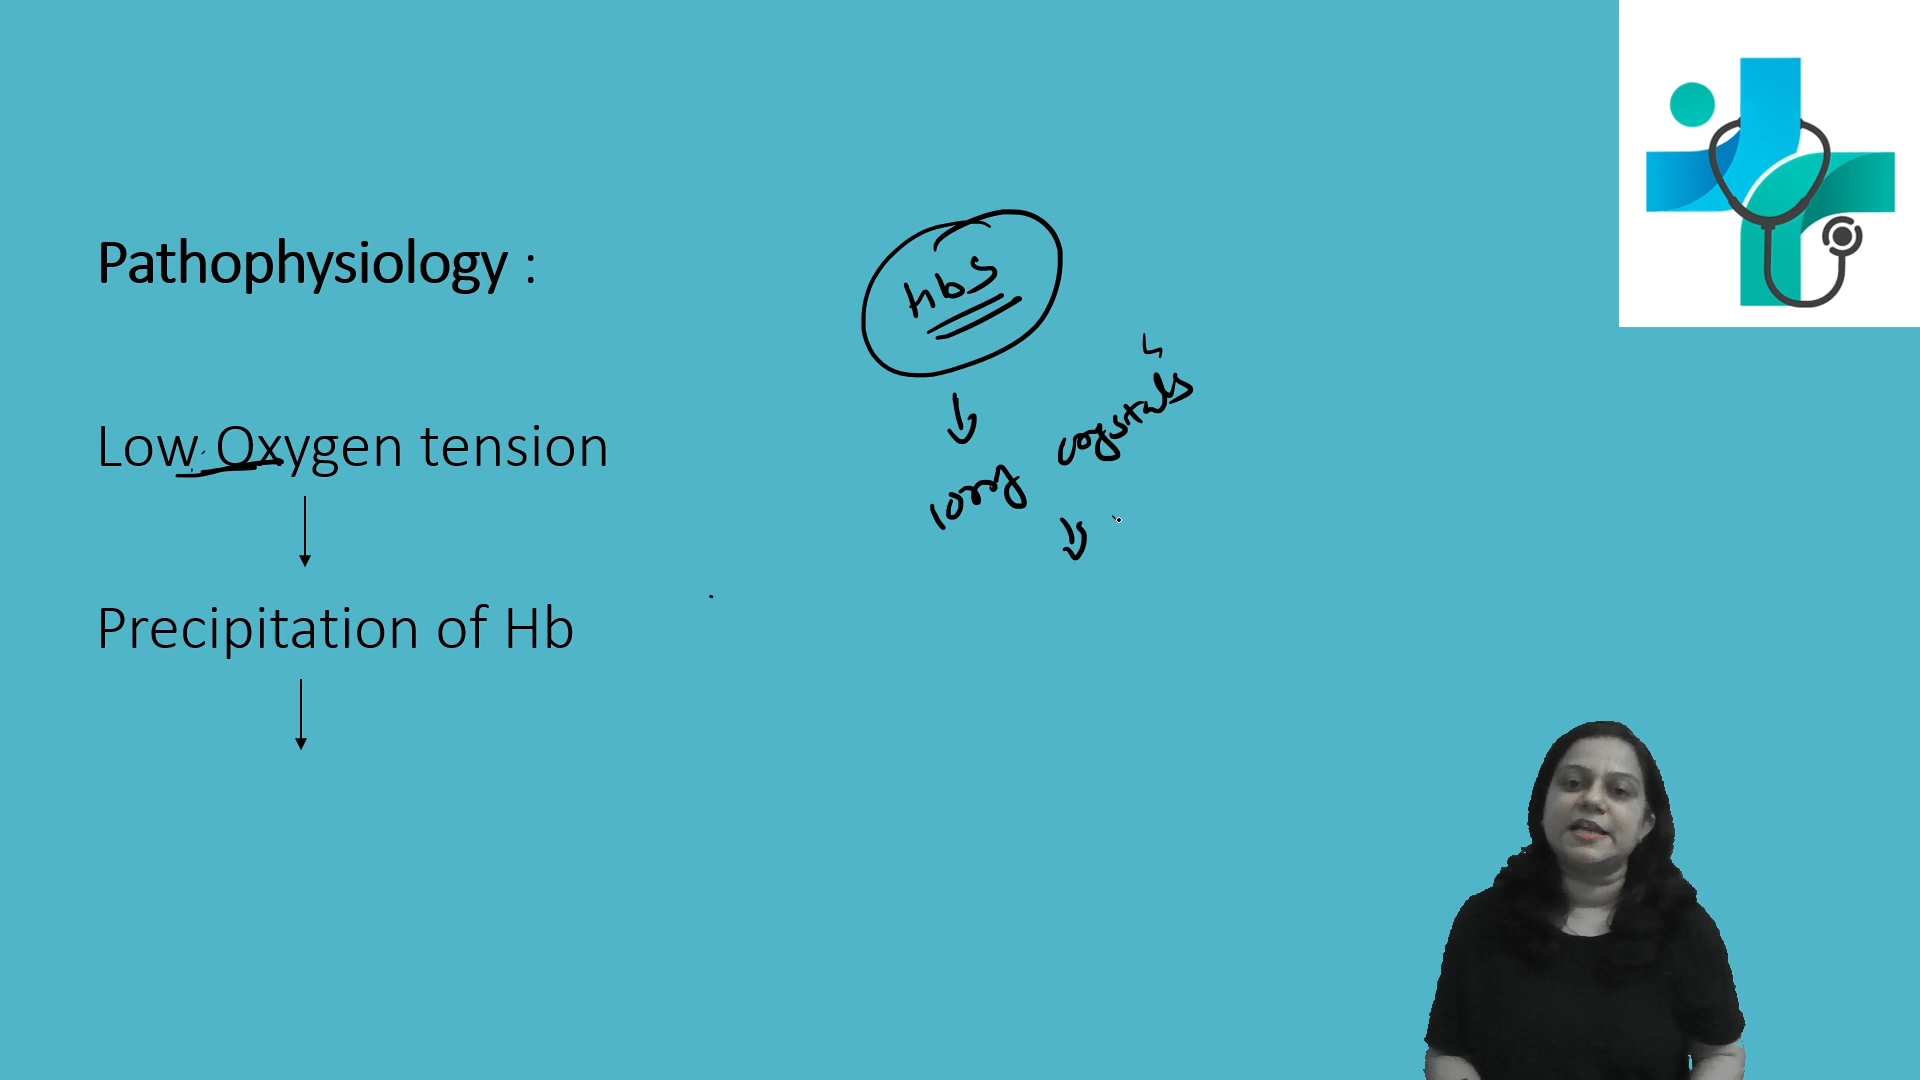 Pathophysiology :
Low Oxygen tension
Precipitation of Hb
HbS
long crystals